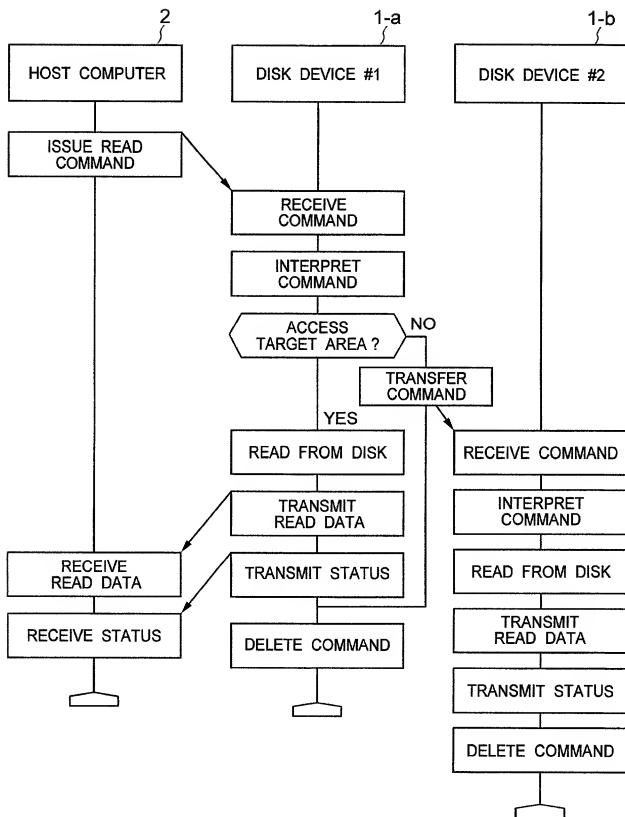 2
1-a
1-b
HOST COMPUTER
DISK DEVICE #1
DISK DEVICE #2
ISSUE READ
COMMAND
RECEIVE
COMMAND
INTERPRET
COMMAND
ACCESS
TARGET AREA ?
NO
TRANSFER
COMMAND
YES
READ FROM DISK
RECEIVE COMMAND
TRANSMIT
READ DATA
INTERPRET
COMMAND
RECEIVE
READ DATA
TRANSMIT STATUS
READ FROM DISK
RECEIVE STATUS
DELETE COMMAND
TRANSMIT
READ DATA
TRANSMIT STATUS
DELETE COMMAND